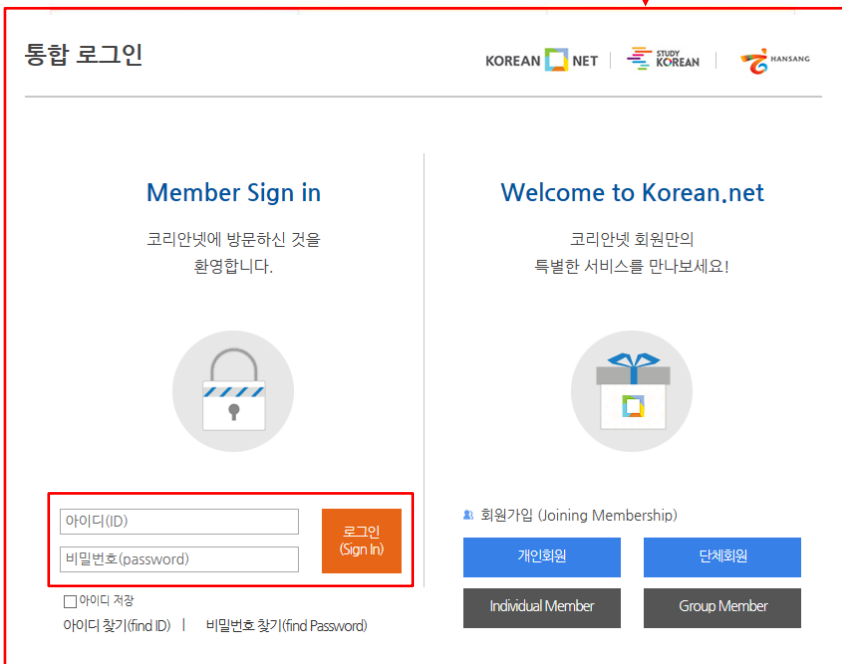 통합 로그인
KOREAN NET
STUDY KOREAN
HANSANG
Member Sign in
코리안넷에 방문하신 것을
환영합니다.
아이디(ID)
비밀번호(password)
로그인
(Sign In)
아이디 저장
아이디 찾기(find ID) | 비밀번호 찾기(find Password)
Welcome to Korean.net
코리안넷 회원만의
특별한 서비스를 만나보세요!
회원가입 (Joining Membership)
개인회원 단체회원
Individual Member Group Member